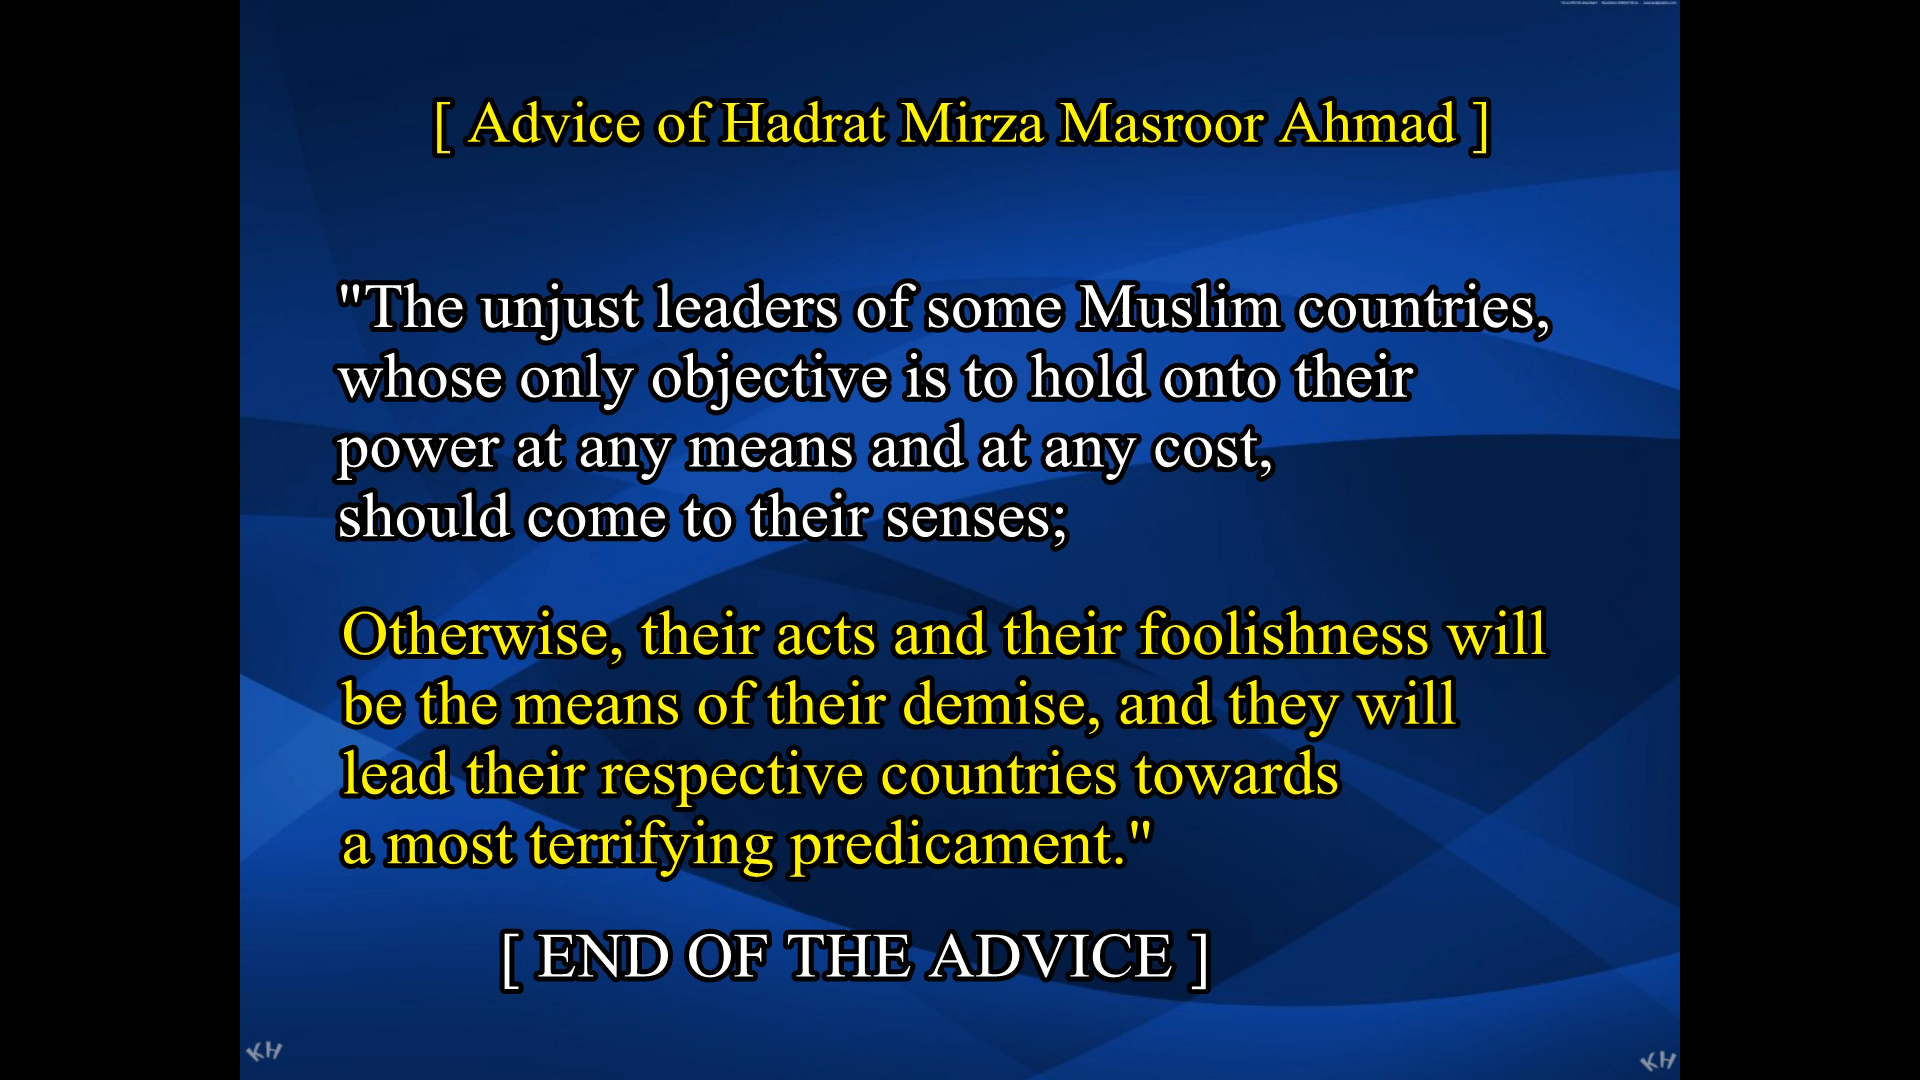 [ Advice of Hadrat Mirza Masroor Ahmad ]
"The unjust leaders of some Muslim countries,
whose only objective is to hold onto their
power at any means and at any cost,
should come to their senses;
Otherwise, their acts and their foolishness will
be the means of their demise, and they will
lead their respective countries towards
a most terrifying predicament."
[ END OF THE ADVICE ]
KH
KH